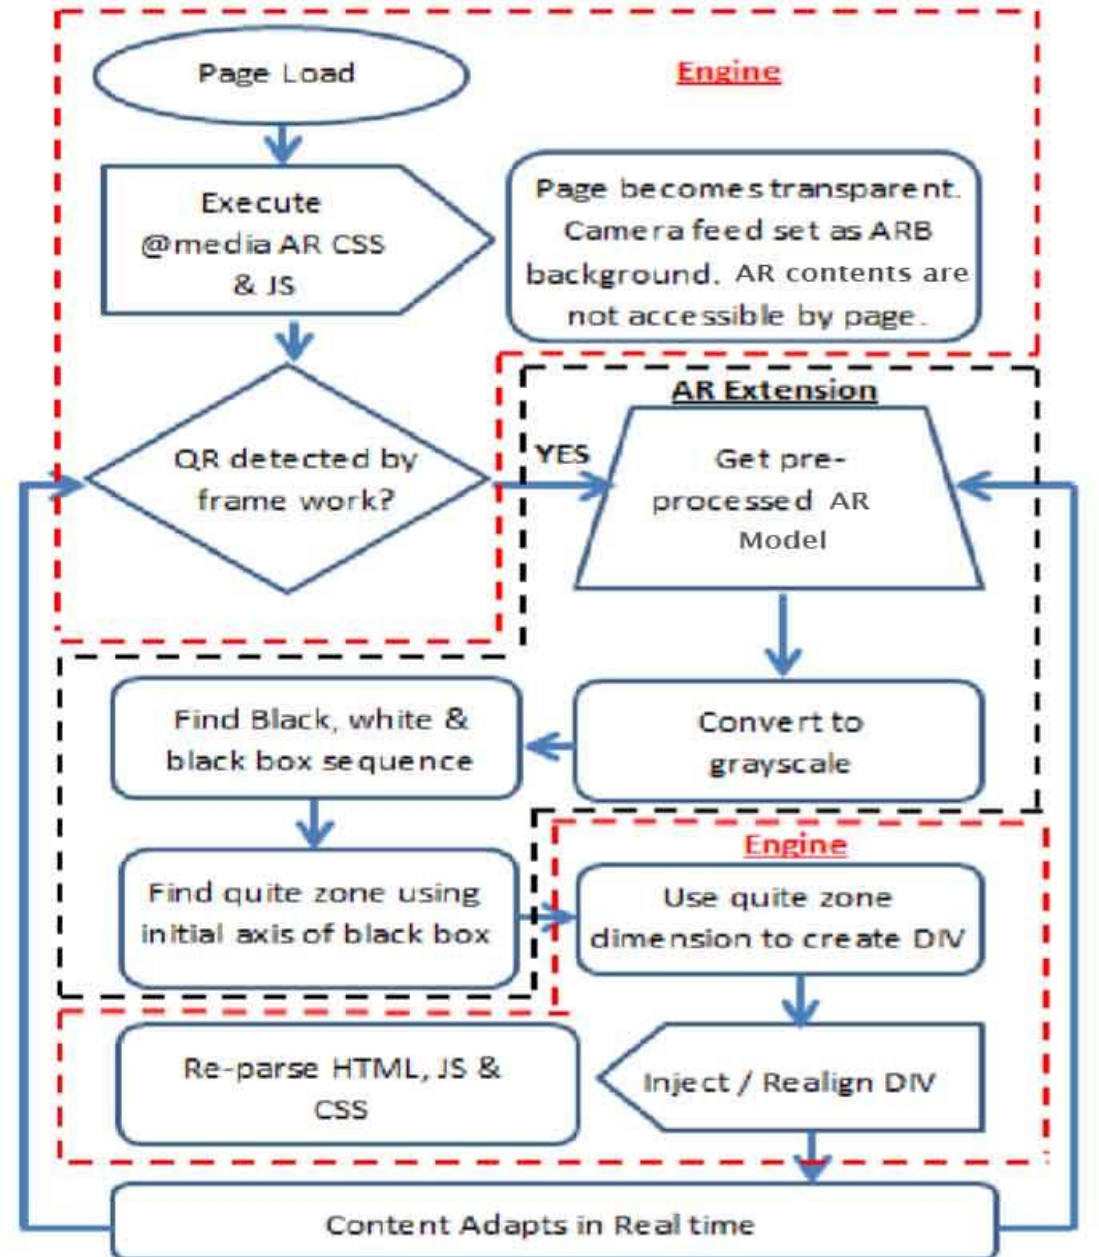 Engine
Page Load
Execute
@media AR CSS
& JS
Page becomes transparent.
Camera feed set as ARB
background. AR contents are
not accessible by page.
AR Extension
QR detected by
frame work?
YES
Get pre-
processed AR
Model
Find Black, white &
black box sequence
Convert to
grayscale
Engine
Find quite zone using
initial axis of black box
Use quite zone
dimension to create DIV
Re-parse HTML, JS &
CSS
Inject / Realign DIV
Content Adapts in Real time